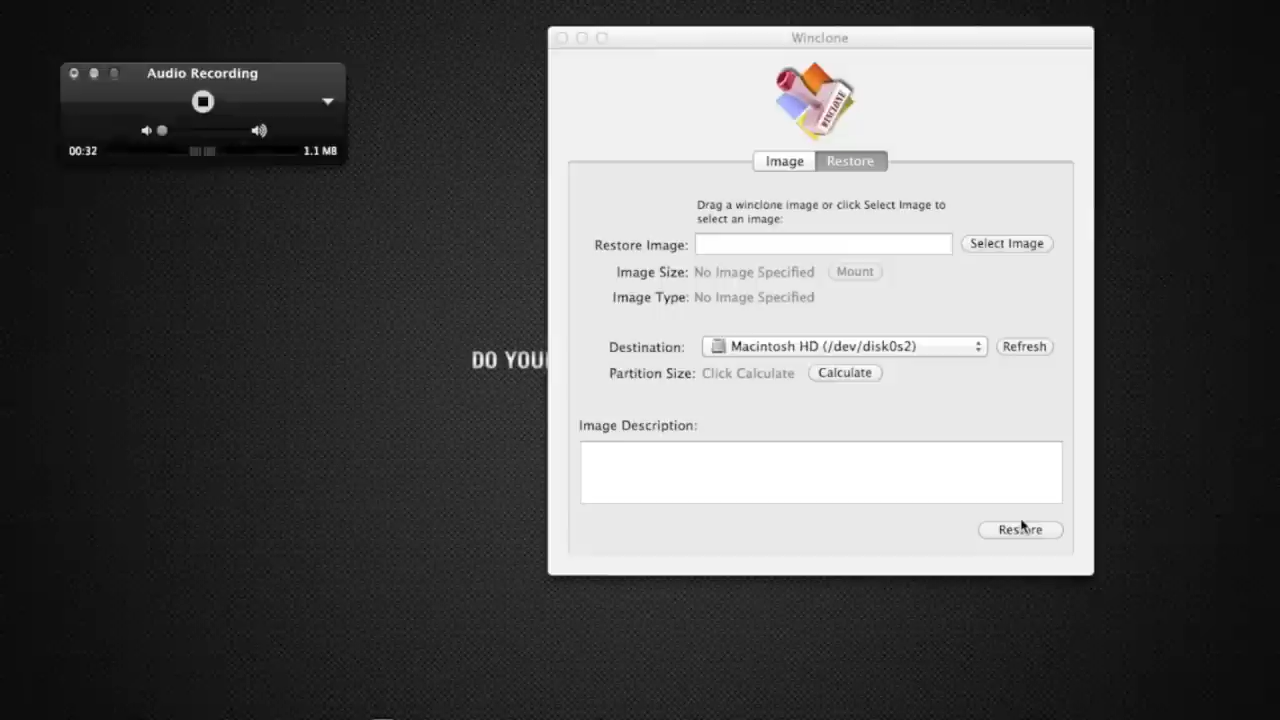 Winclone
Audio Recording
WINCLONE
00:32
1.1 MB
Image
Restore
Drag a winclone image or click Select Image to
select an image:
Restore Image:
Select Image
Image Size: No Image Specified
Mount
Image Type: No Image Specified
DO YOU
Destination:
Macintosh HD (/dev/disk0s2)
Refresh
Partition Size: Click Calculate
Calculate
Image Description:
Restore